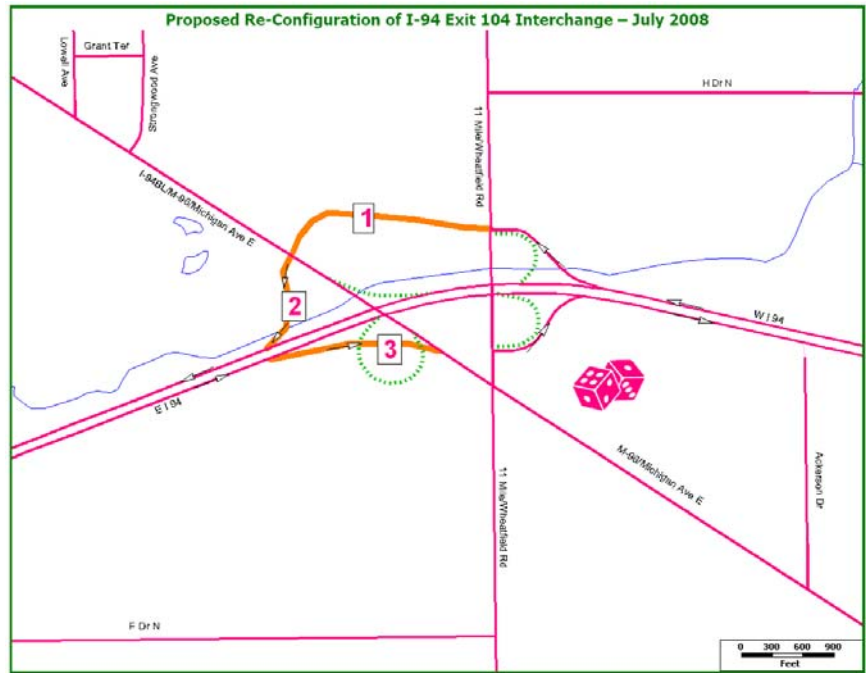 Proposed Re-Configuration of I-94 Exit 104 Interchange – July 2008
Lowell Ave
Grant Ter
Strongwood Ave
H Dr N
11 Mile/Wheatfield Rd
I-94BL/M-96/Michigan Ave E
1
2
3
W I 94
E I 94
M-96/Michigan Ave E
Ackerson Dr
11 Mile/Wheatfield Rd
F Dr N
0 300 600 900
Feet